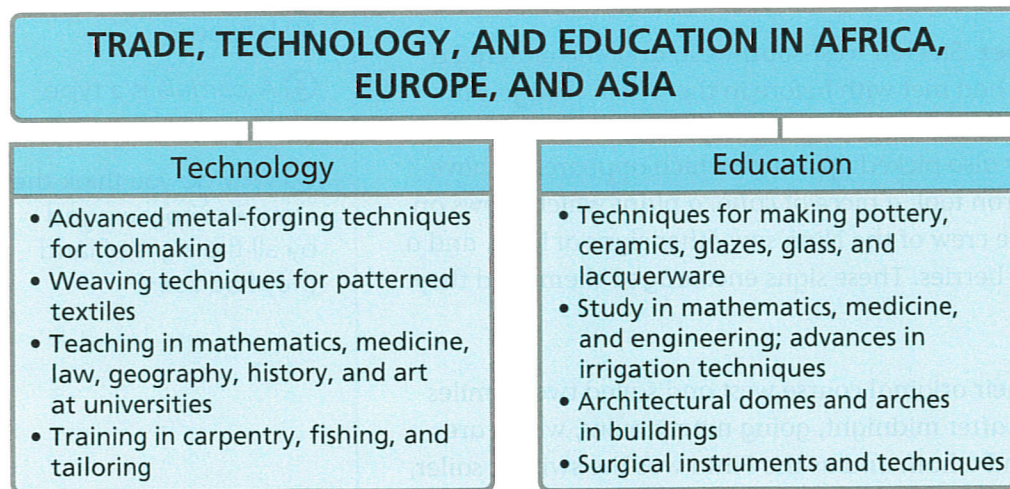 TRADE, TECHNOLOGY, AND EDUCATION IN AFRICA,
EUROPE, AND ASIA
Technology
• Advanced metal-forging techniques
for toolmaking
• Weaving techniques for patterned
textiles
• Teaching in mathematics, medicine,
law, geography, history, and art
at universities
• Training in carpentry, fishing, and
tailoring
Education
• Techniques for making pottery,
ceramics, glazes, glass, and
lacquerware
• Study in mathematics, medicine,
and engineering; advances in
irrigation techniques
• Architectural domes and arches
in buildings
• Surgical instruments and techniques